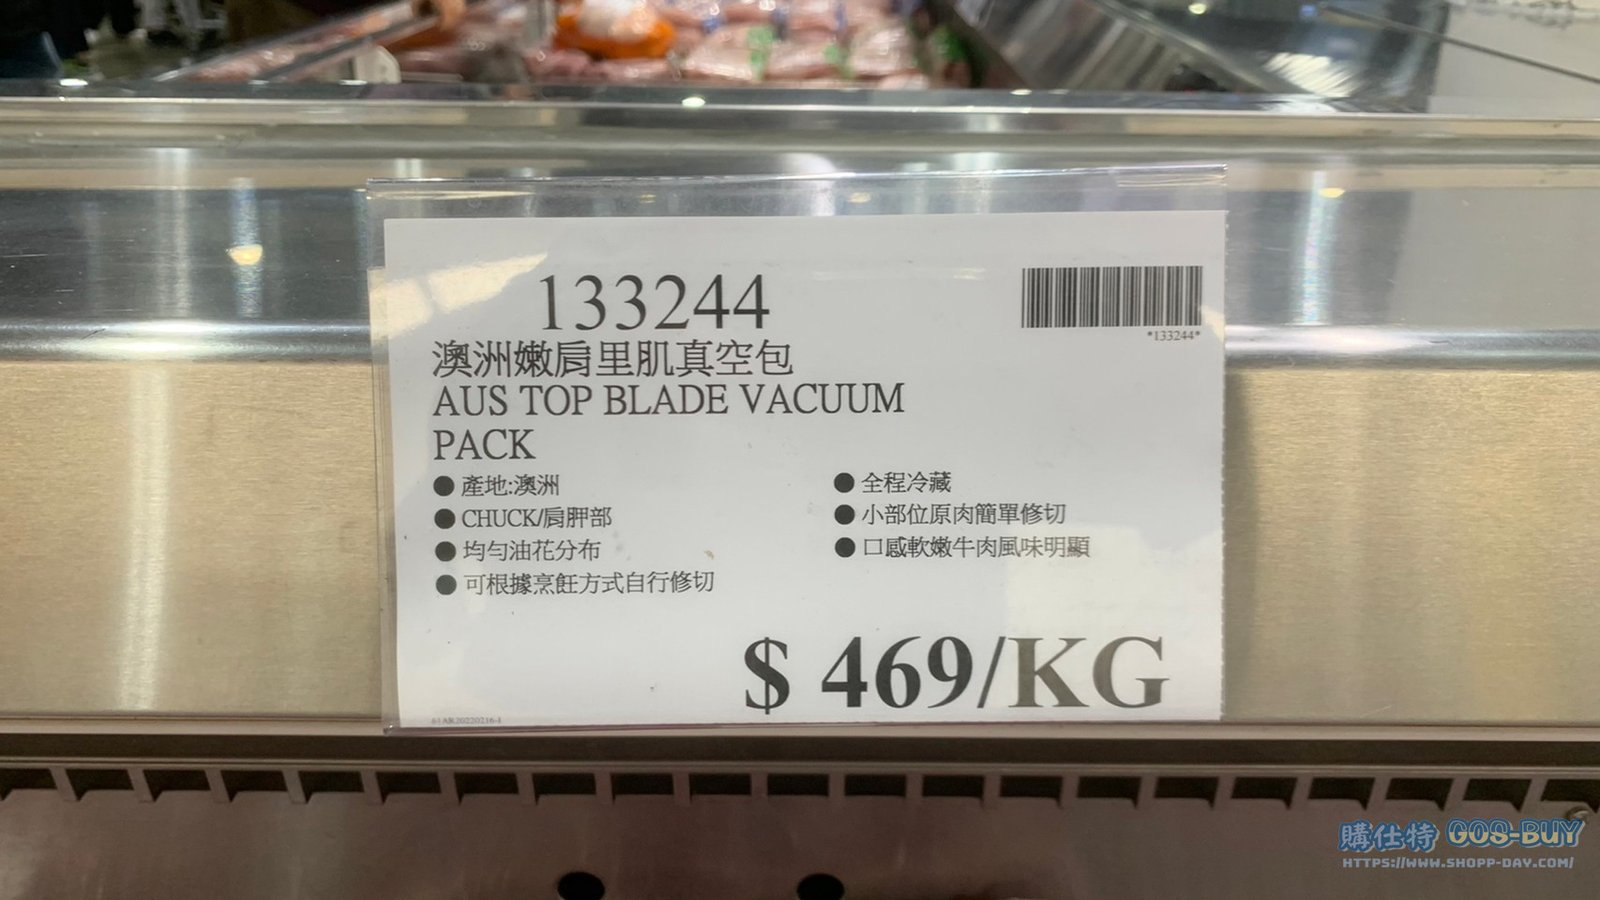 133244
*133244*
澳洲嫩肩里肌真空包
AUS TOP BLADE VACUUM
PACK
● 產地:澳洲
● CHUCK/肩胛部
● 均勻油花分布
● 可根據烹飪方式自行修切
● 全程冷藏
● 小部位原肉簡單修切
● 口感軟嫩牛肉風味明顯
$ 469/KG
購仕特 GOS-BUY
HTTPS://WWW.SHOPP-DAY.COM/